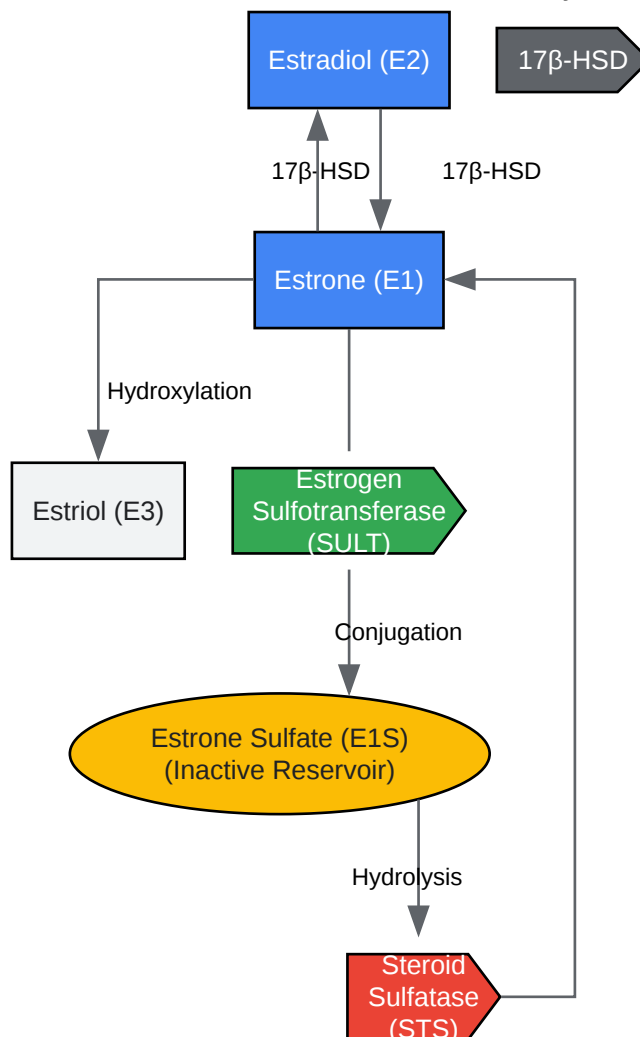 Estradiol (E2)
17β-HSD
17β-HSD
17β-HSD
Estrone (E1)
Hydroxylation
Estriol (E3)
Estrogen
Sulfotransferase
(SULT)
Conjugation
Estrone Sulfate (E1S)
(Inactive Reservoir)
Hydrolysis
Steroid
Sulfatase
(STS)